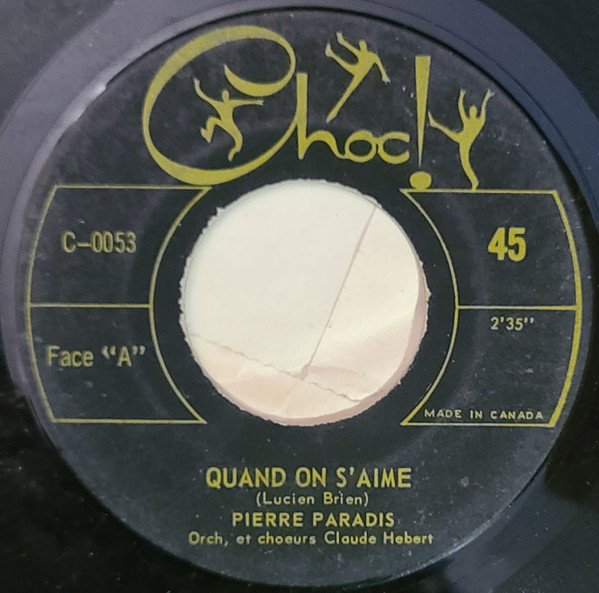 Choc!
C-0053
45
Face "A"
2'35"
MADE IN CANADA
QUAND ON S'AIME
(Lucien Brien)
PIERRE PARADIS
Orch, et choeurs Claude Hebert